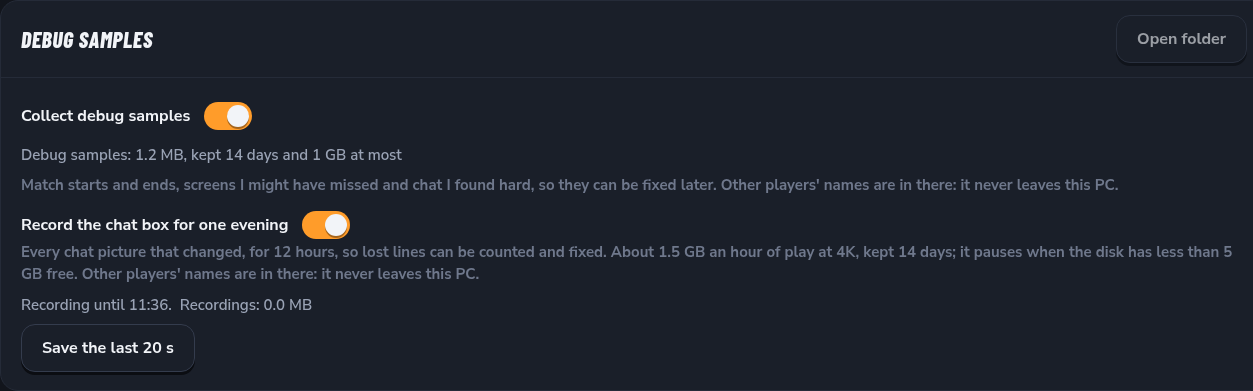 DEBUG SAMPLES
Open folder
Collect debug samples
Debug samples: 1.2 MB, kept 14 days and 1 GB at most
Match starts and ends, screens I might have missed and chat I found hard, so they can be fixed later. Other players' names are in there: it never leaves this PC.
Record the chat box for one evening
Every chat picture that changed, for 12 hours, so lost lines can be counted and fixed. About 1.5 GB an hour of play at 4K, kept 14 days; it pauses when the disk has less than 5
GB free. Other players' names are in there: it never leaves this PC.
Recording until 11:36.  Recordings: 0.0 MB
Save the last 20 s